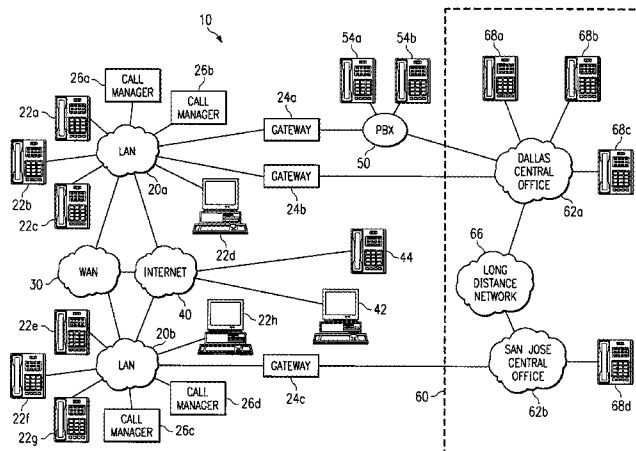 10
54a
54b
68a
68b
26a
CALL
MANAGER
26b
CALL
MANAGER
22a
24a
GATEWAY
PBX
50
LAN
20a
22b
GATEWAY
24b
DALLAS
CENTRAL
OFFICE
62a
68c
22c
22d
66
WAN
30
INTERNET
40
44
LONG
DISTANCE
NETWORK
22e
20b
22h
42
LAN
GATEWAY
24c
SAN JOSE
CENTRAL
OFFICE
62b
60
68d
22f
CALL
MANAGER
26d
22g
CALL
MANAGER
26c